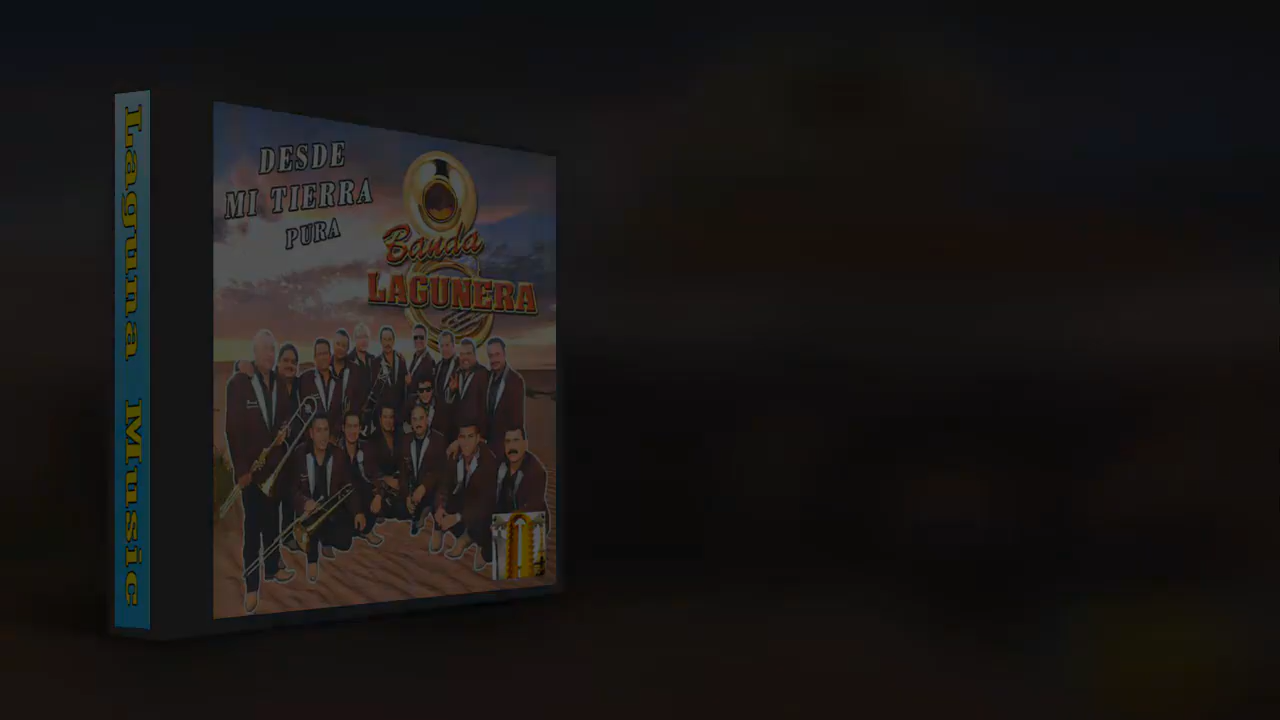 Laguna Music
DESDE
MI TIERRA
PURA
Banda
LAGUNERA